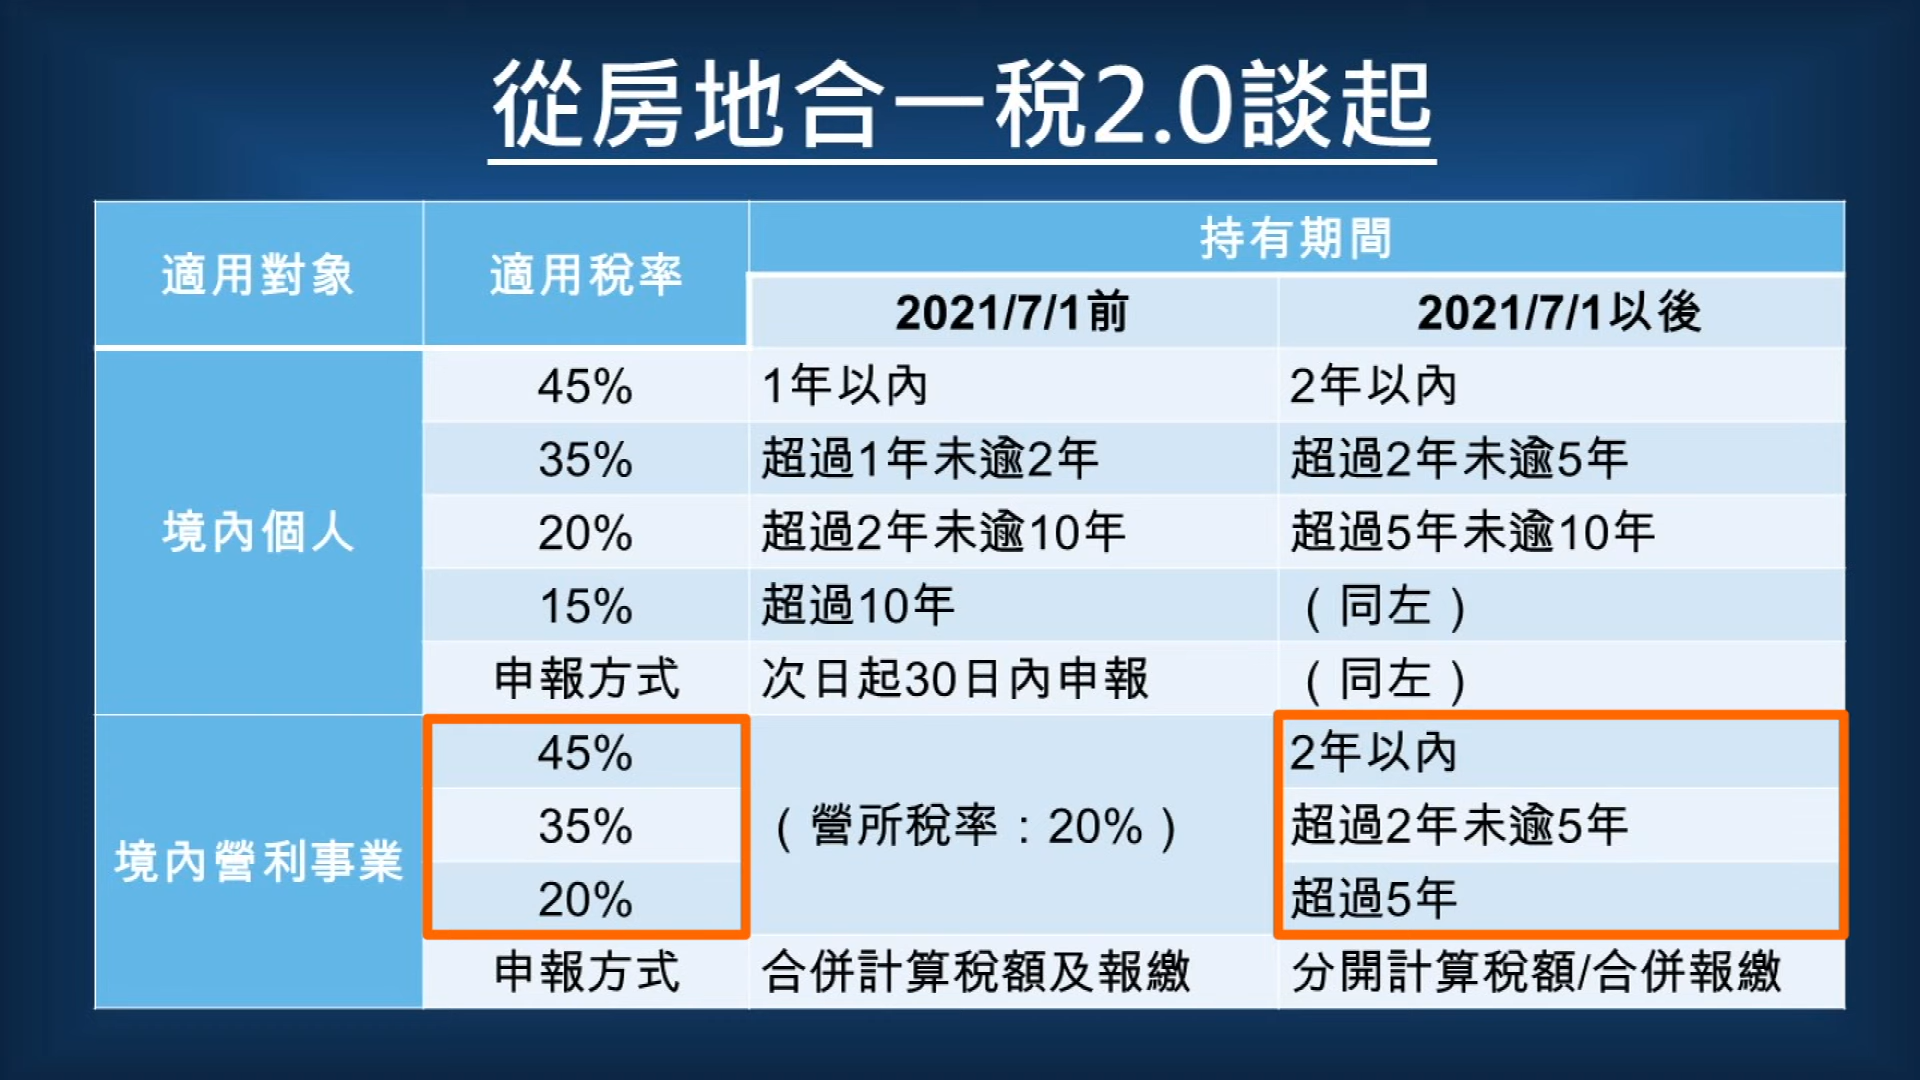 從房地合一稅2.0談起
適用對象 適用稅率 持有期間
2021/7/1前 2021/7/1以後
境內個人
45% 1年以內 2年以內
35% 超過1年未逾2年 超過2年未逾5年
20% 超過2年未逾10年 超過5年未逾10年
15% 超過10年 (同左)
申報方式 次日起30日內申報 (同左)
境內營利事業
45% 2年以內
35% (營所稅率:20%) 超過2年未逾5年
20% 超過5年
申報方式 合併計算稅額及報繳 分開計算稅額/合併報繳